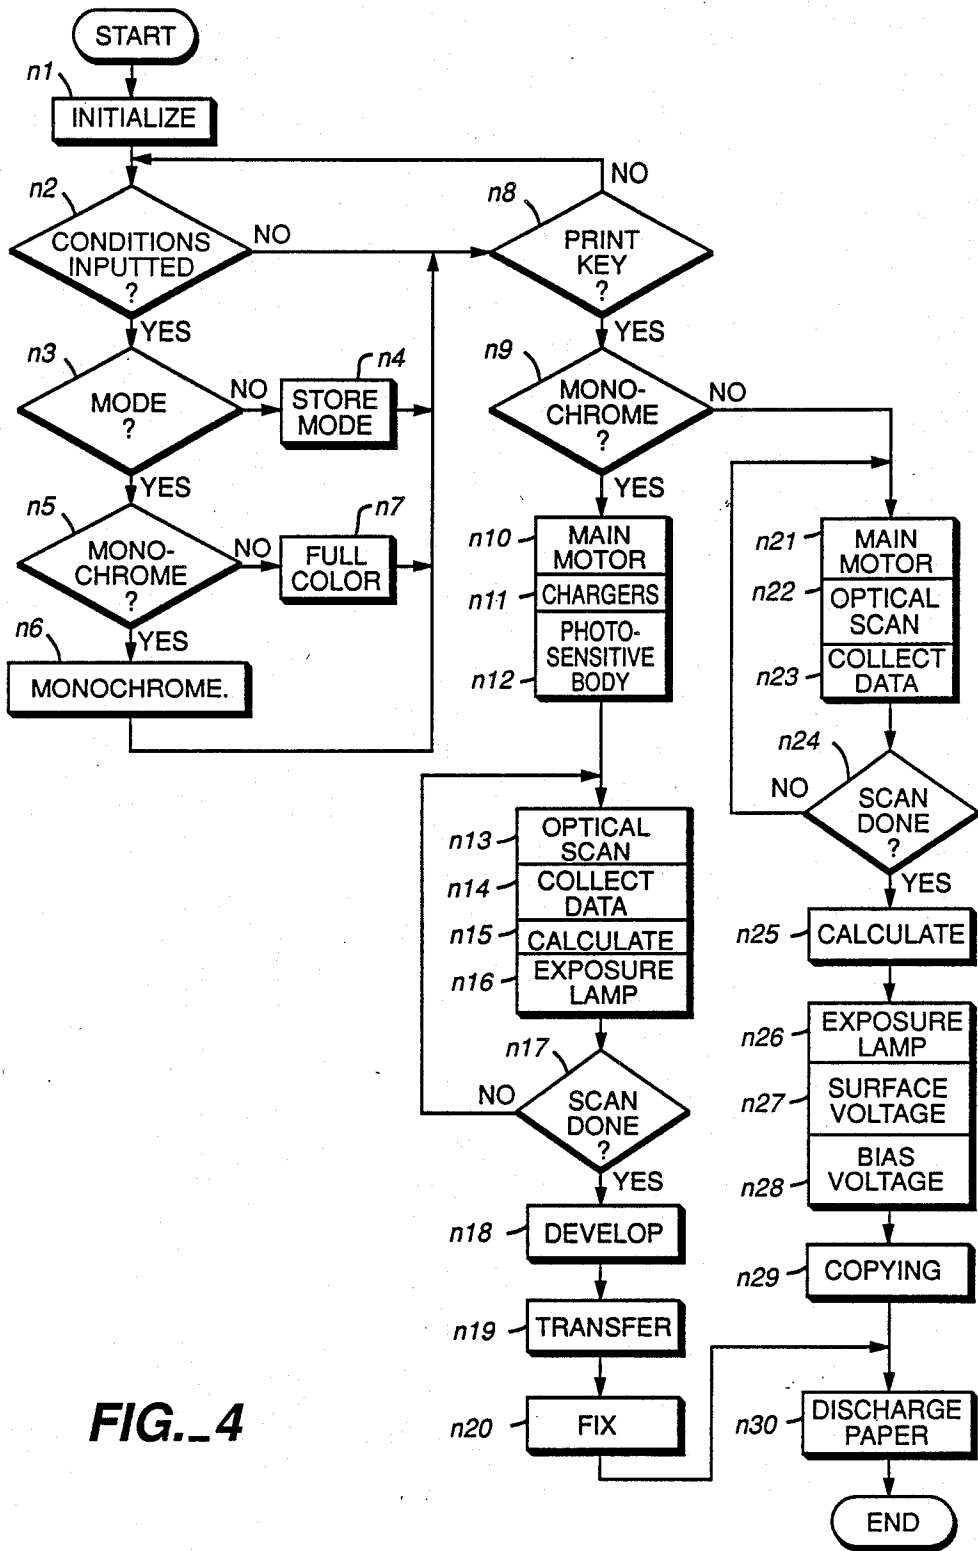 START
n1
INITIALIZE
n2
CONDITIONS
INPUTTED
?
NO
YES
n3
MODE
?
NO
n4
STORE
MODE
YES
n5
MONO-
CHROME
?
NO
n7
FULL
COLOR
YES
n6
MONOCHROME.
n8
NO
PRINT
KEY
?
YES
n9
MONO-
CHROME
?
NO
YES
n10
MAIN
MOTOR
n11
CHARGERS
n12
PHOTO-
SENSITIVE
BODY
n13
OPTICAL
SCAN
n14
COLLECT
DATA
n15
CALCULATE
n16
EXPOSURE
LAMP
n17
NO
SCAN
DONE
?
YES
n18
DEVELOP
n19
TRANSFER
n20
FIX
n21
MAIN
MOTOR
n22
OPTICAL
SCAN
n23
COLLECT
DATA
n24
NO
SCAN
DONE
?
YES
n25
CALCULATE
n26
EXPOSURE
LAMP
n27
SURFACE
VOLTAGE
n28
BIAS
VOLTAGE
n29
COPYING
n30
DISCHARGE
PAPER
END
FIG._4